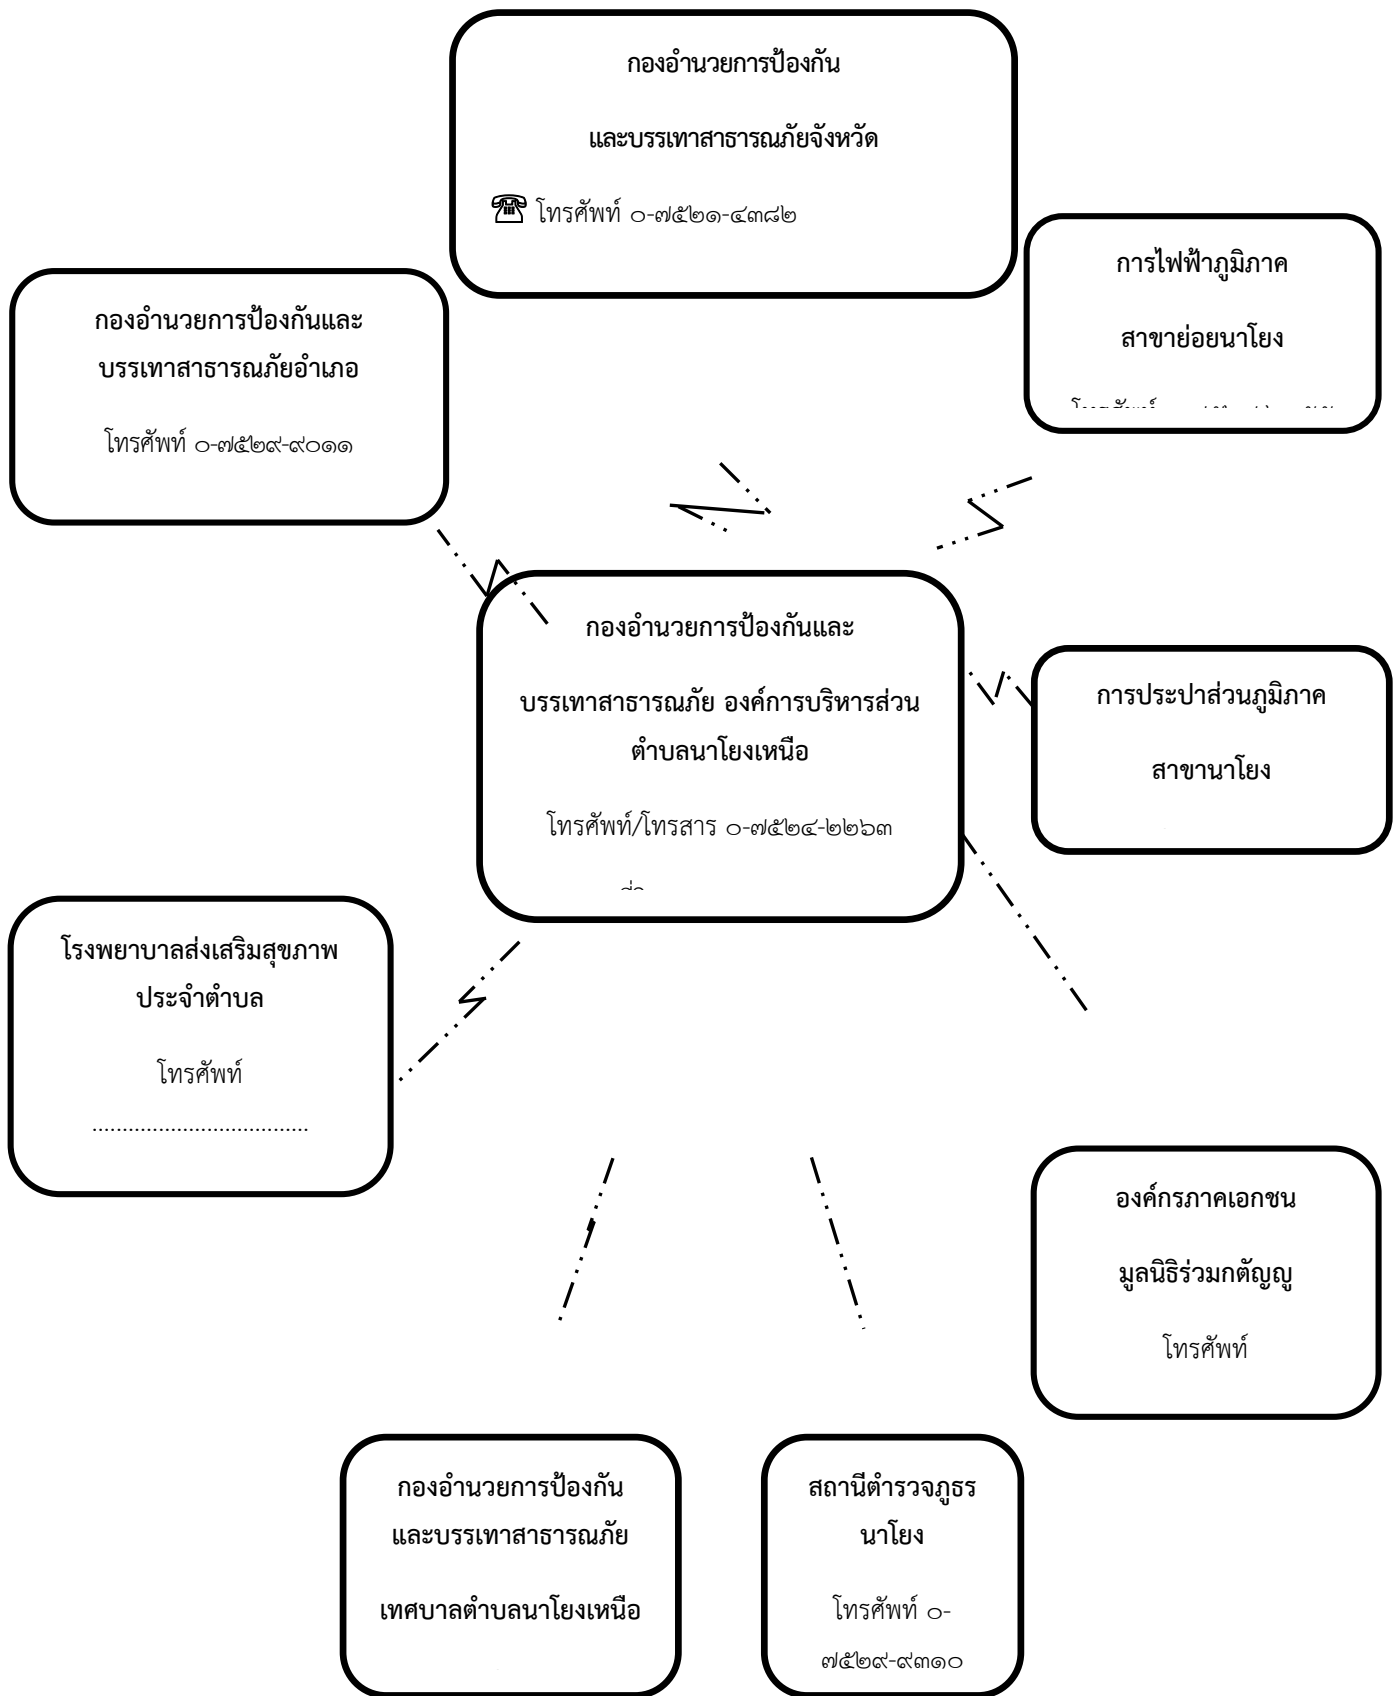 กองอำนวยการป้องกัน
และบรรเทาสาธารณภัยจังหวัด
โทรศัพท์ ๐-๗๕๒๑-๔๓๘๒
การไฟฟ้าภูมิภาค
สาขาย่อยนาโยง
กองอำนวยการป้องกันและ
บรรเทาสาธารณภัยอำเภอ
โทรศัพท์ ๐-๗๕๒๙-๙๐๑๑
กองอำนวยการป้องกันและ
บรรเทาสาธารณภัย องค์การบริหารส่วน
ตำบลนาโยงเหนือ
โทรศัพท์/โทรสาร ๐-๗๕๒๔-๒๒๖๓
การประปาส่วนภูมิภาค
สาขานาโยง
โรงพยาบาลส่งเสริมสุขภาพ
ประจำตำบล
โทรศัพท์
....................................
องค์กรภาคเอกชน
มูลนิธิร่วมกตัญญู
โทรศัพท์
กองอำนวยการป้องกัน
และบรรเทาสาธารณภัย
เทศบาลตำบลนาโยงเหนือ
สถานีตำรวจภูธร
นาโยง
โทรศัพท์ ๐-
๗๕๒๙-๙๓๑๐